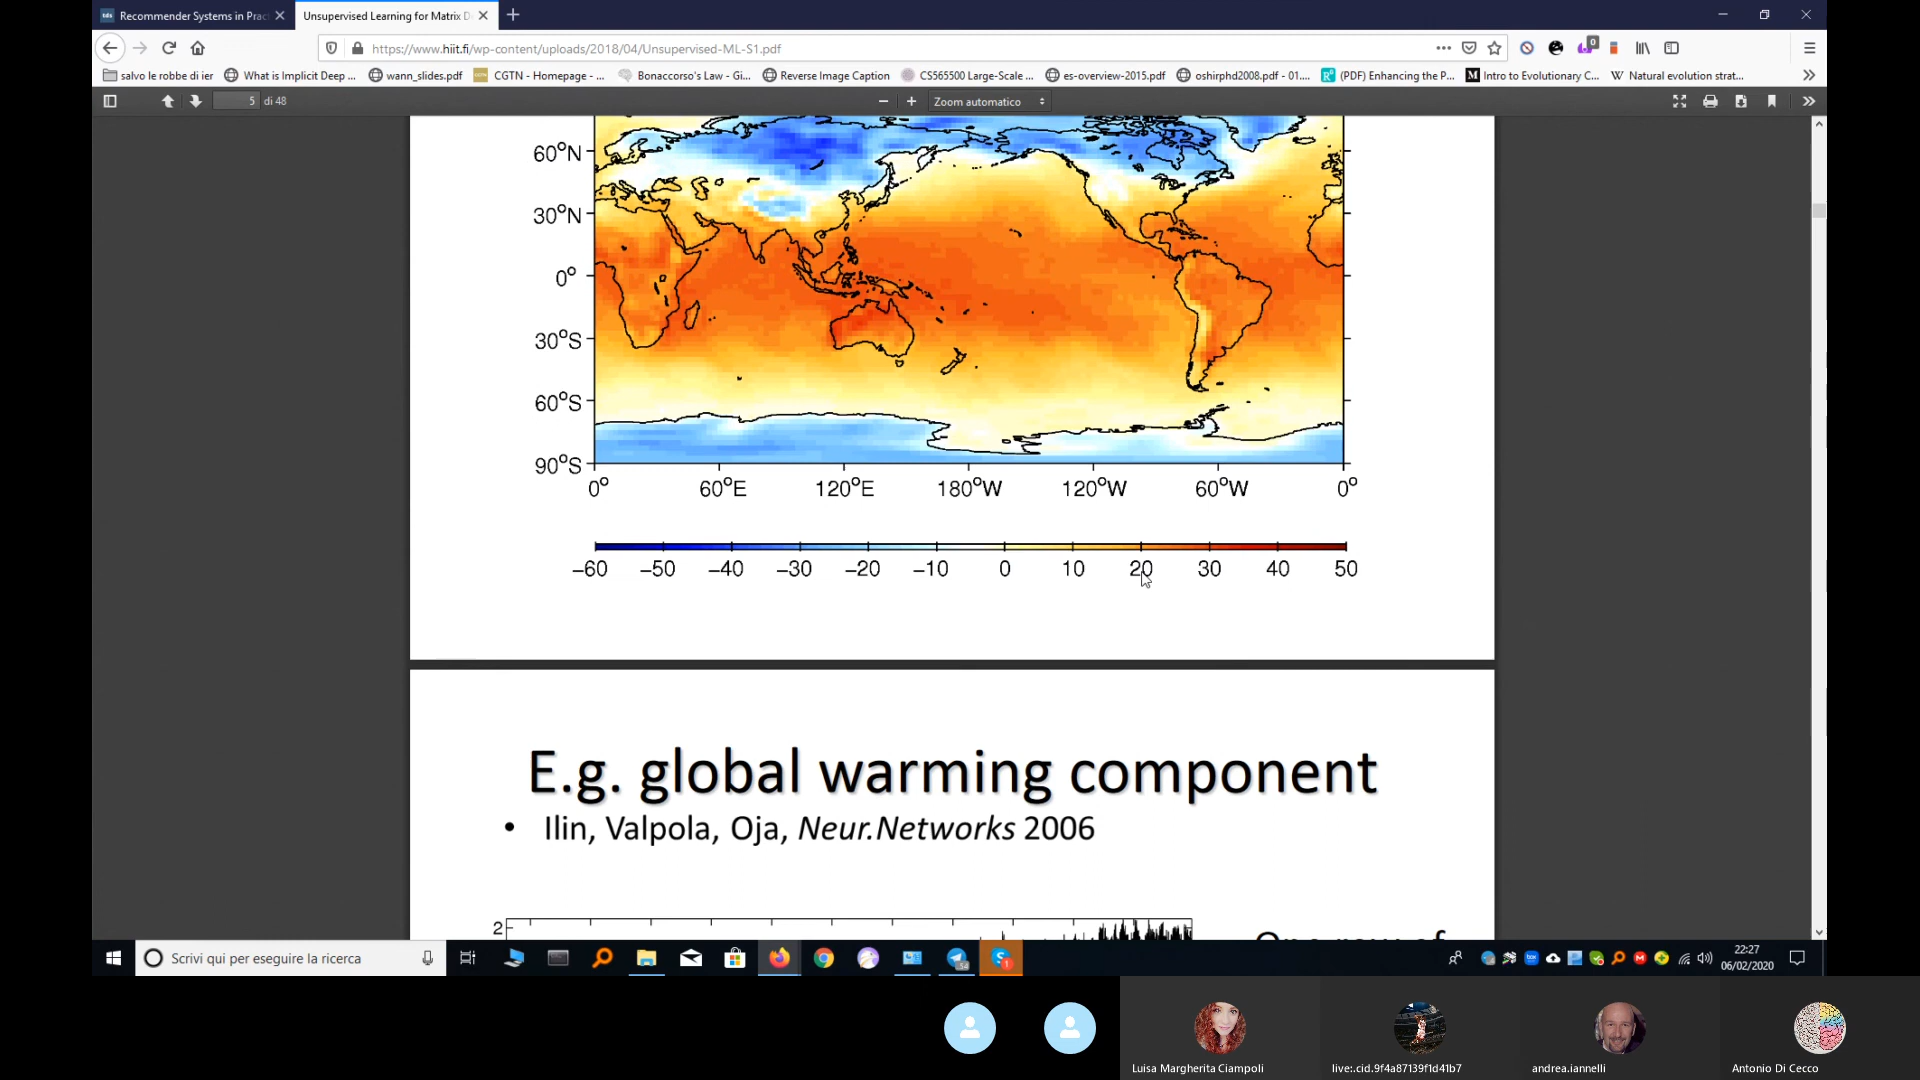 Recommender Systems in Prac
Unsupervised Learning for Matrix D
https://www.hiit.fi/wp-content/uploads/2018/04/Unsupervised-ML-S1.pdf
0
salvo le robbe di ier
What is Implicit Deep ...
wann_slides.pdf
CGTN - Homepage - ...
Bonaccorso's Law - Gi...
Reverse Image Caption
CS565500 Large-Scale ...
es-overview-2015.pdf
oshirphd2008.pdf - 01....
(PDF) Enhancing the P...
Intro to Evolutionary C...
Natural evolution strat...
5 di 48
Zoom automatico
60°N
30°N
0°
30°S
60°S
90°S
0° 60°E 120°E 180°W 120°W 60°W 0°
−60 −50 −40 −30 −20 −10 0 10 20 30 40 50
E.g. global warming component
• Ilin, Valpola, Oja, Neur.Networks 2006
2
Scrivi qui per eseguire la ricerca
22:27
06/02/2020
Luisa Margherita Ciampoli
live:.cid.9f4a87139f1d41b7
andrea.iannelli
Antonio Di Cecco